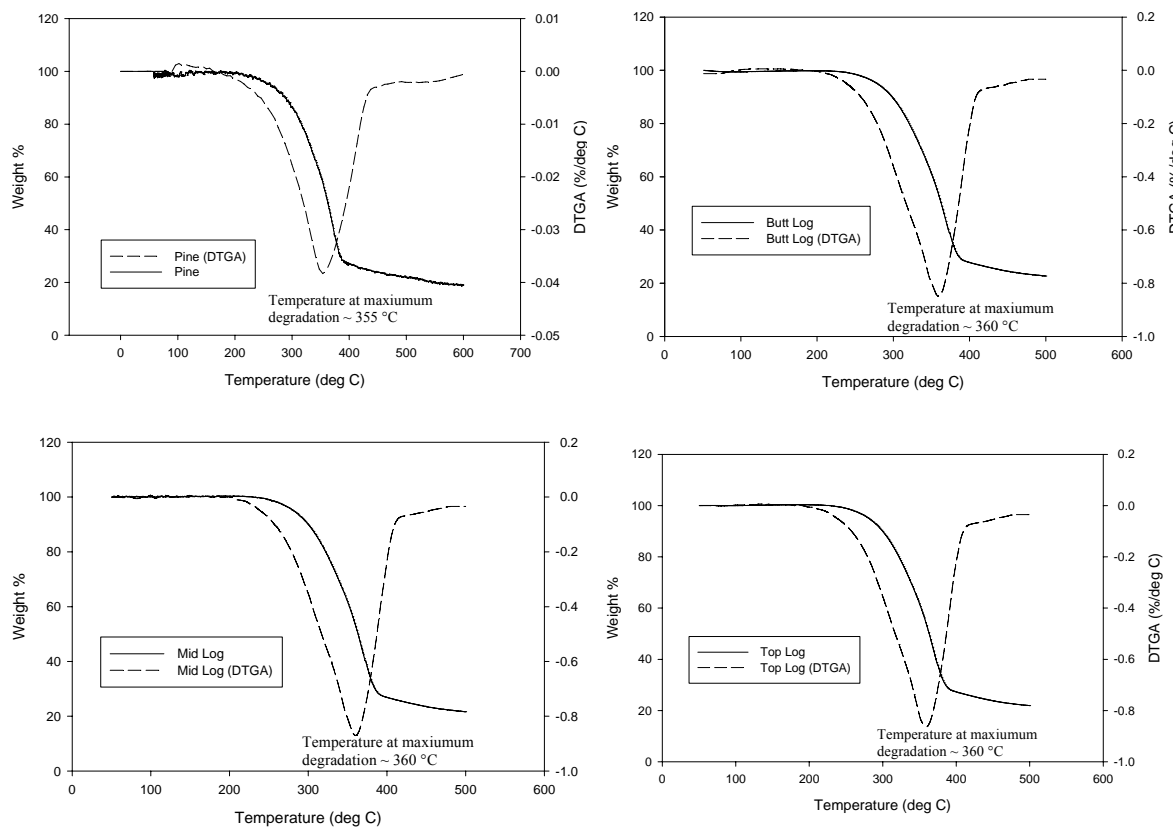 120
100
80
60
40
20
0
Weight %
0.01
0.00
-0.01
-0.02
-0.03
-0.04
-0.05
DTGA (%/deg C)
Pine (DTGA)
Pine
Temperature at maxiumum
degradation ~ 355 °C
0 100 200 300 400 500 600 700
Temperature (deg C)
120
100
80
60
40
20
0
Weight %
0.2
0.0
-0.2
-0.4
-0.6
-0.8
-1.0
DTGA (%/deg C)
Butt Log
Butt Log (DTGA)
Temperature at maxiumum
degradation ~ 360 °C
0 100 200 300 400 500 600
Temperature (deg C)
120
100
80
60
40
20
0
Weight %
0.2
0.0
-0.2
-0.4
-0.6
-0.8
-1.0
Mid Log
Mid Log (DTGA)
Temperature at maxiumum
degradation ~ 360 °C
0 100 200 300 400 500 600
Temperature (deg C)
120
100
80
60
40
20
0
Weight %
0.2
0.0
-0.2
-0.4
-0.6
-0.8
-1.0
DTGA (%/deg C)
Top Log
Top Log (DTGA)
Temperature at maxiumum
degradation ~ 360 °C
0 100 200 300 400 500 600
Temperature (deg C)